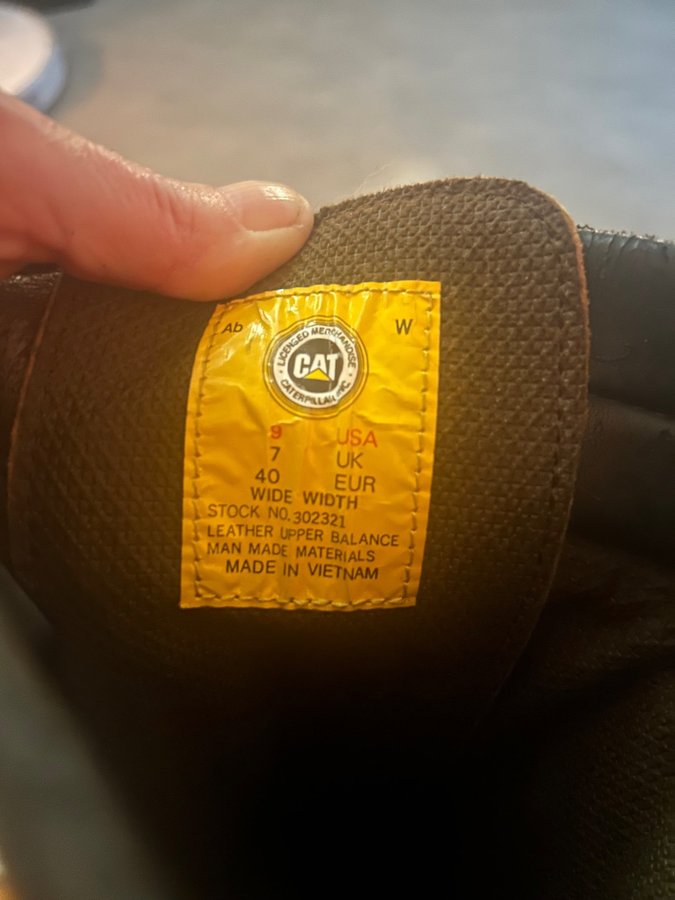 Ab W
LICENSED MERCHANDISE
CAT
CATERPILLAR, INC.
9 USA
7 UK
40 EUR
WIDE WIDTH
STOCK NO. 302321
LEATHER UPPER BALANCE
MAN MADE MATERIALS
MADE IN VIETNAM